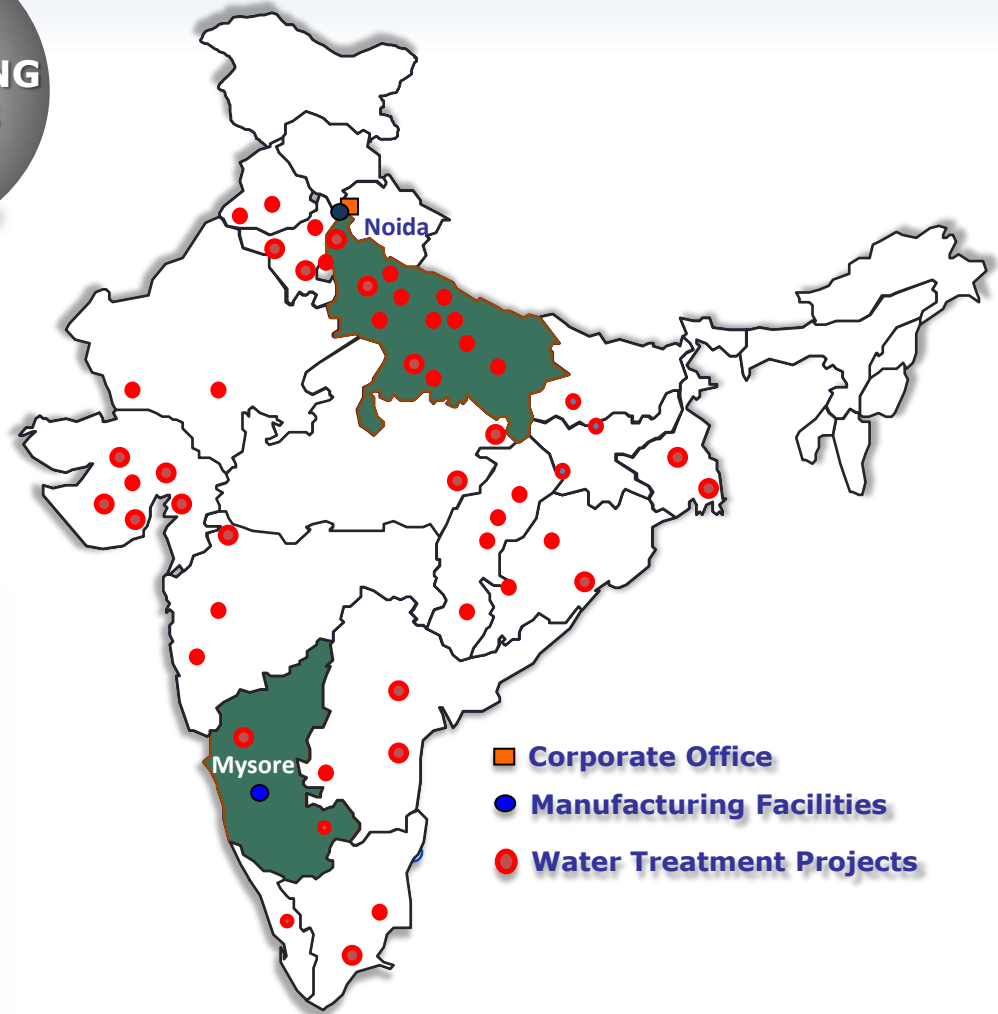 NG
Noida
Mysore
Corporate Office
Manufacturing Facilities
Water Treatment Projects